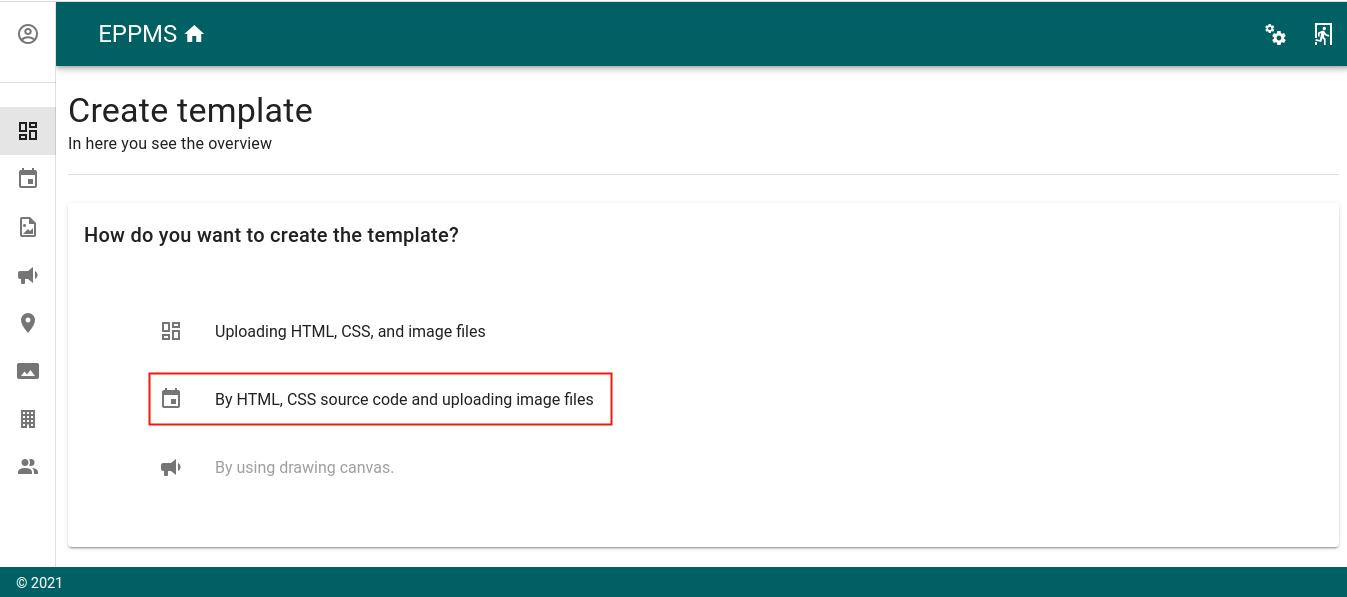 EPPMS
Create template
In here you see the overview
How do you want to create the template?
Uploading HTML, CSS, and image files
By HTML, CSS source code and uploading image files
By using drawing canvas.
© 2021